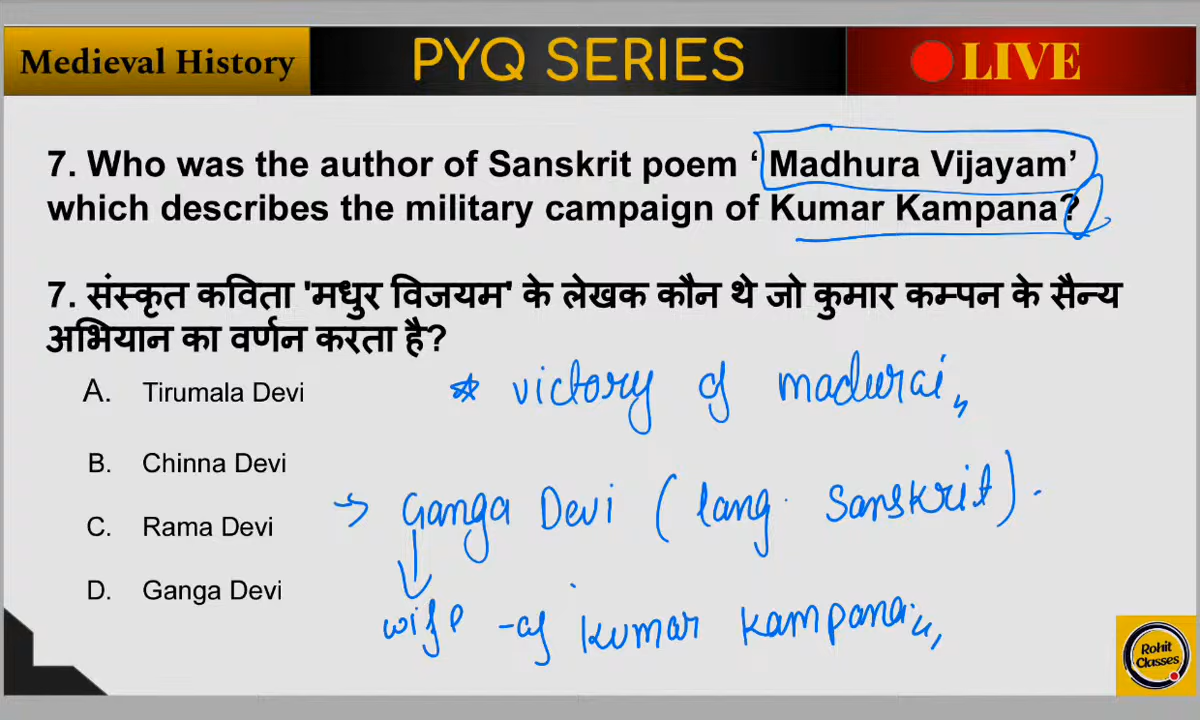 Medieval History
PYQ SERIES
LIVE
7. Who was the author of Sanskrit poem ‘ Madhura Vijayam’
which describes the military campaign of Kumar Kampana?
7. संस्कृत कविता 'मधुर विजयम' के लेखक कौन थे जो कुमार कम्पन के सैन्य
अभियान का वर्णन करता है?
A. Tirumala Devi
* victory of madurai
B. Chinna Devi
→ Ganga Devi (lang. Sanskrit).
C. Rama Devi
D. Ganga Devi
wife of kumar kampana
Rohit
Classes